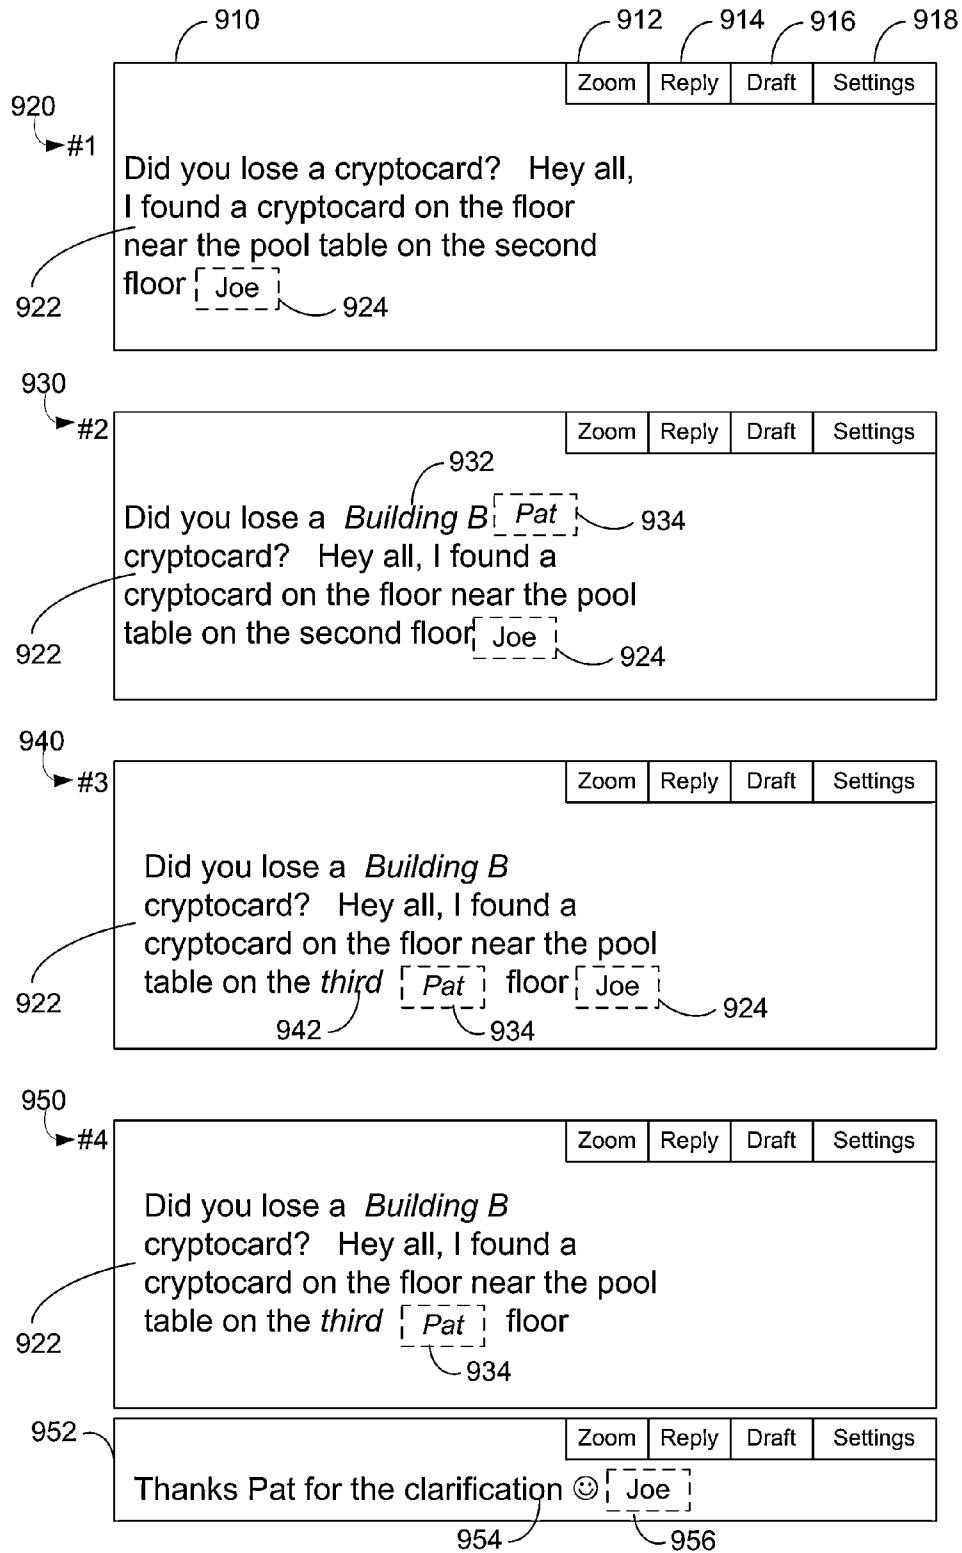 910 912 914 916 918
Zoom Reply Draft Settings
920
#1
Did you lose a cryptocard? Hey all,
I found a cryptocard on the floor
near the pool table on the second
floor Joe
922 924
930
#2 Zoom Reply Draft Settings
932
Did you lose a Building B Pat 934
cryptocard? Hey all, I found a
cryptocard on the floor near the pool
table on the second floor Joe
922 924
940
#3 Zoom Reply Draft Settings
Did you lose a Building B
cryptocard? Hey all, I found a
cryptocard on the floor near the pool
table on the third Pat floor Joe
922 942 934 924
950
#4 Zoom Reply Draft Settings
Did you lose a Building B
cryptocard? Hey all, I found a
cryptocard on the floor near the pool
table on the third Pat floor
922 934
952 Zoom Reply Draft Settings
Thanks Pat for the clarification ☺ Joe
954 956